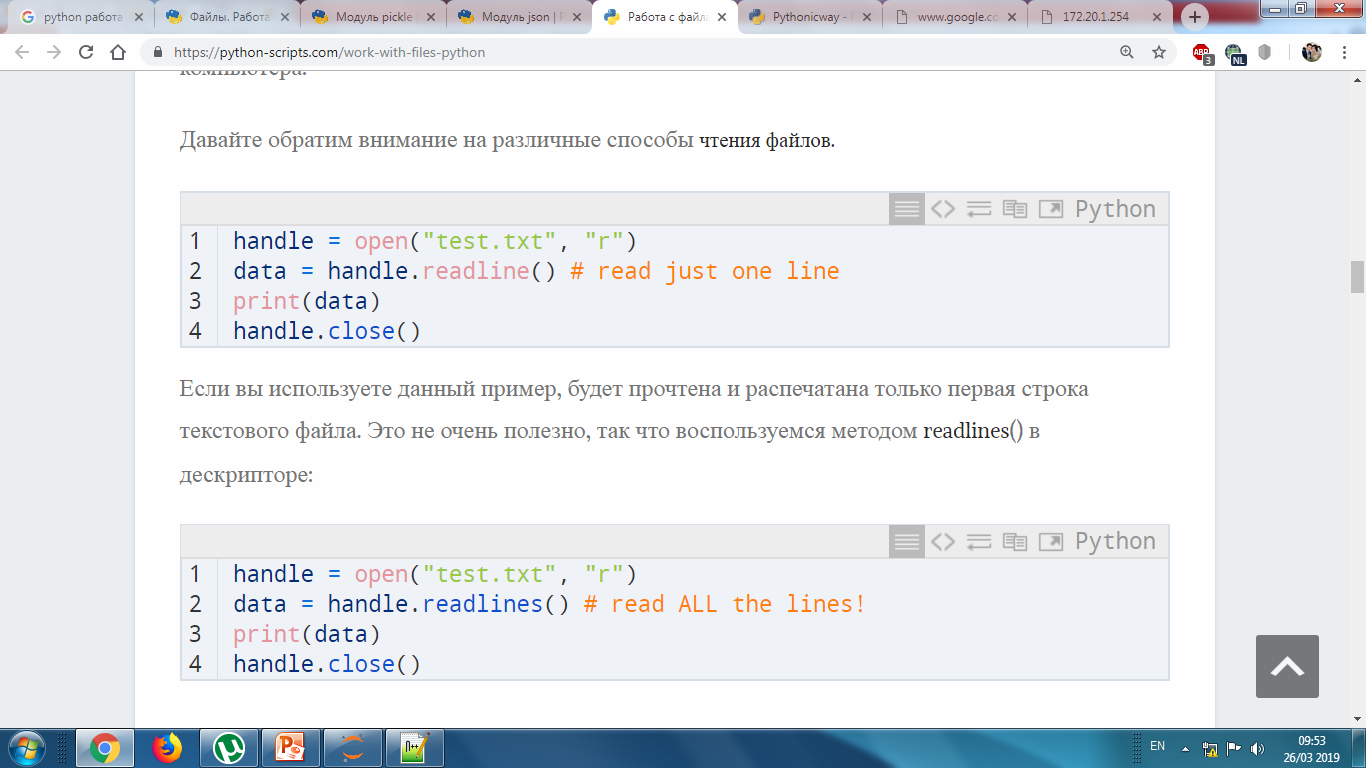 python работа
Файлы. Работа
Модуль pickle
Модуль json | P
Работа с файла
Pythonicway -
www.google.co
172.20.1.254
https://python-scripts.com/work-with-files-python
ABP
3
NL
компьютера.
Давайте обратим внимание на различные способы чтения файлов.
Python
1 handle = open("test.txt", "r")
2 data = handle.readline() # read just one line
3 print(data)
4 handle.close()
Если вы используете данный пример, будет прочтена и распечатана только первая строка
текстового файла. Это не очень полезно, так что воспользуемся методом readlines() в
дескрипторе:
Python
1 handle = open("test.txt", "r")
2 data = handle.readlines() # read ALL the lines!
3 print(data)
4 handle.close()
EN
09:53
26/03 2019